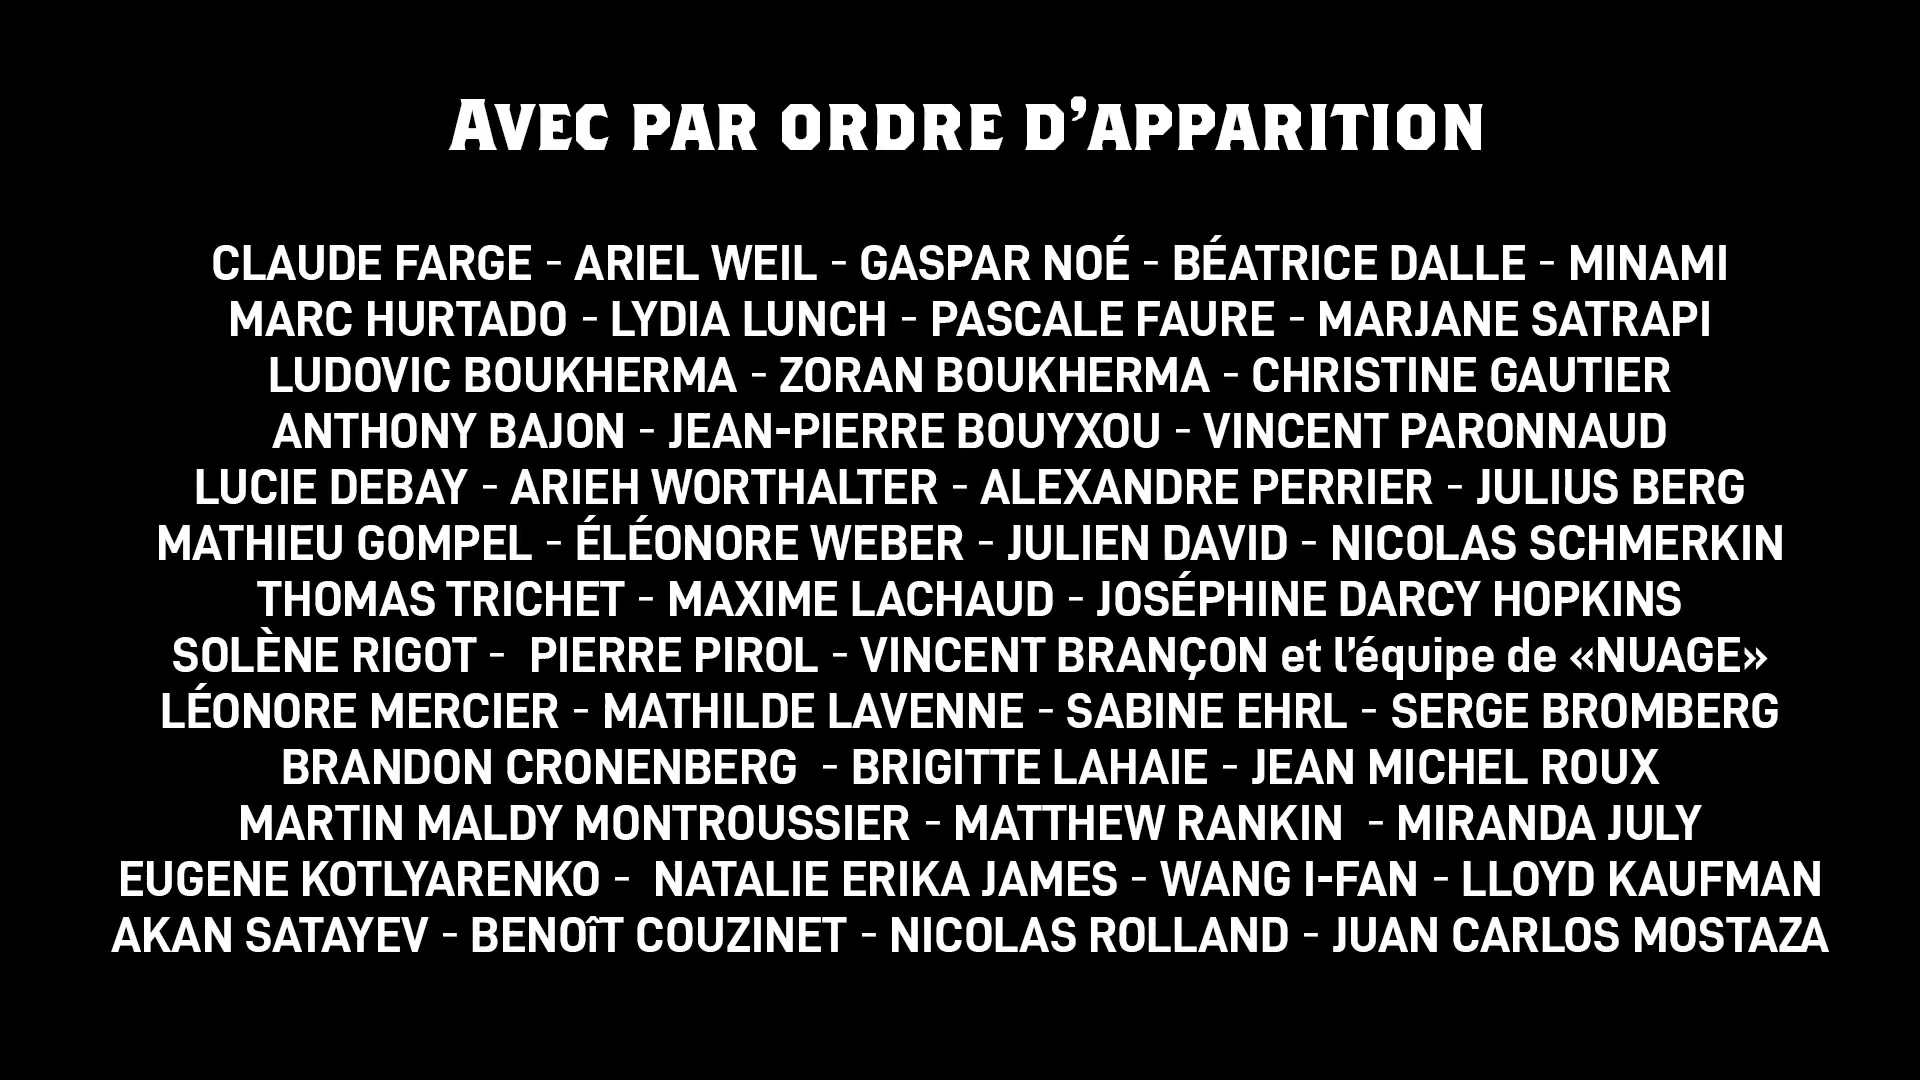 AVEC PAR ORDRE D’APPARITION
CLAUDE FARGE - ARIEL WEIL - GASPAR NOÉ - BÉATRICE DALLE - MINAMI
MARC HURTADO - LYDIA LUNCH - PASCALE FAURE - MARJANE SATRAPI
LUDOVIC BOUKHERMA - ZORAN BOUKHERMA - CHRISTINE GAUTIER
ANTHONY BAJON - JEAN-PIERRE BOUYXOU - VINCENT PARONNAUD
LUCIE DEBAY - ARIEH WORTHALTER - ALEXANDRE PERRIER - JULIUS BERG
MATHIEU GOMPEL - ÉLÉONORE WEBER - JULIEN DAVID - NICOLAS SCHMERKIN
THOMAS TRICHET - MAXIME LACHAUD - JOSÉPHINE DARCY HOPKINS
SOLÈNE RIGOT - PIERRE PIROL - VINCENT BRANÇON et l’équipe de «NUAGE»
LÉONORE MERCIER - MATHILDE LAVENNE - SABINE EHRL - SERGE BROMBERG
BRANDON CRONENBERG - BRIGITTE LAHAIE - JEAN MICHEL ROUX
MARTIN MALDY MONTROUSSIER - MATTHEW RANKIN - MIRANDA JULY
EUGENE KOTLYARENKO - NATALIE ERIKA JAMES - WANG I-FAN - LLOYD KAUFMAN
AKAN SATAYEV - BENOîT COUZINET - NICOLAS ROLLAND - JUAN CARLOS MOSTAZA